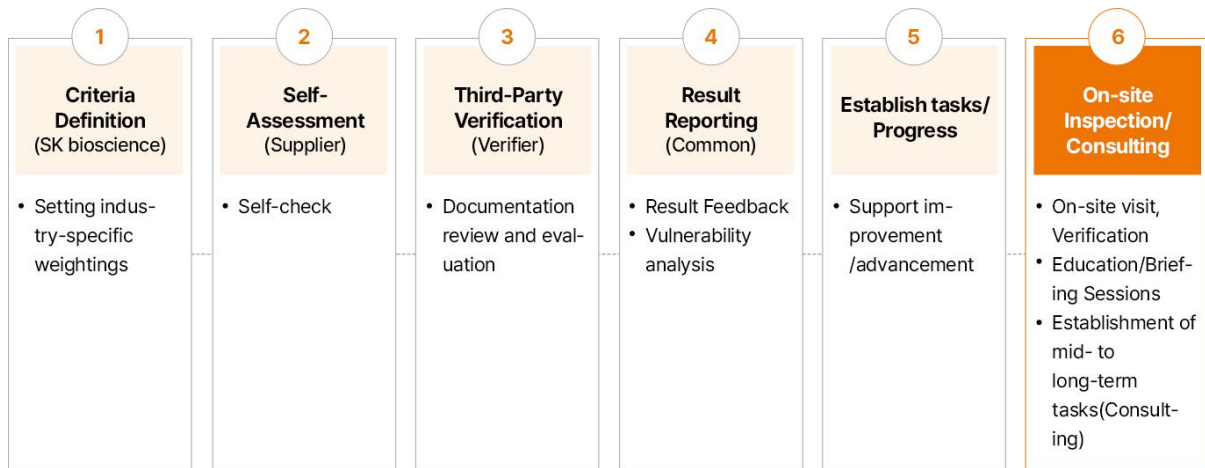 1
Criteria
Definition
(SK bioscience)
• Setting indus-
try-specific
weightings
2
Self-
Assessment
(Supplier)
• Self-check
3
Third-Party
Verification
(Verifier)
• Documentation
review and eval-
uation
4
Result
Reporting
(Common)
• Result Feedback
• Vulnerability
analysis
5
Establish tasks/
Progress
• Support im-
provement
/advancement
6
On-site
Inspection/
Consulting
• On-site visit,
Verification
• Education/Brief-
ing Sessions
• Establishment of
mid- to
long-term
tasks(Consult-
ing)